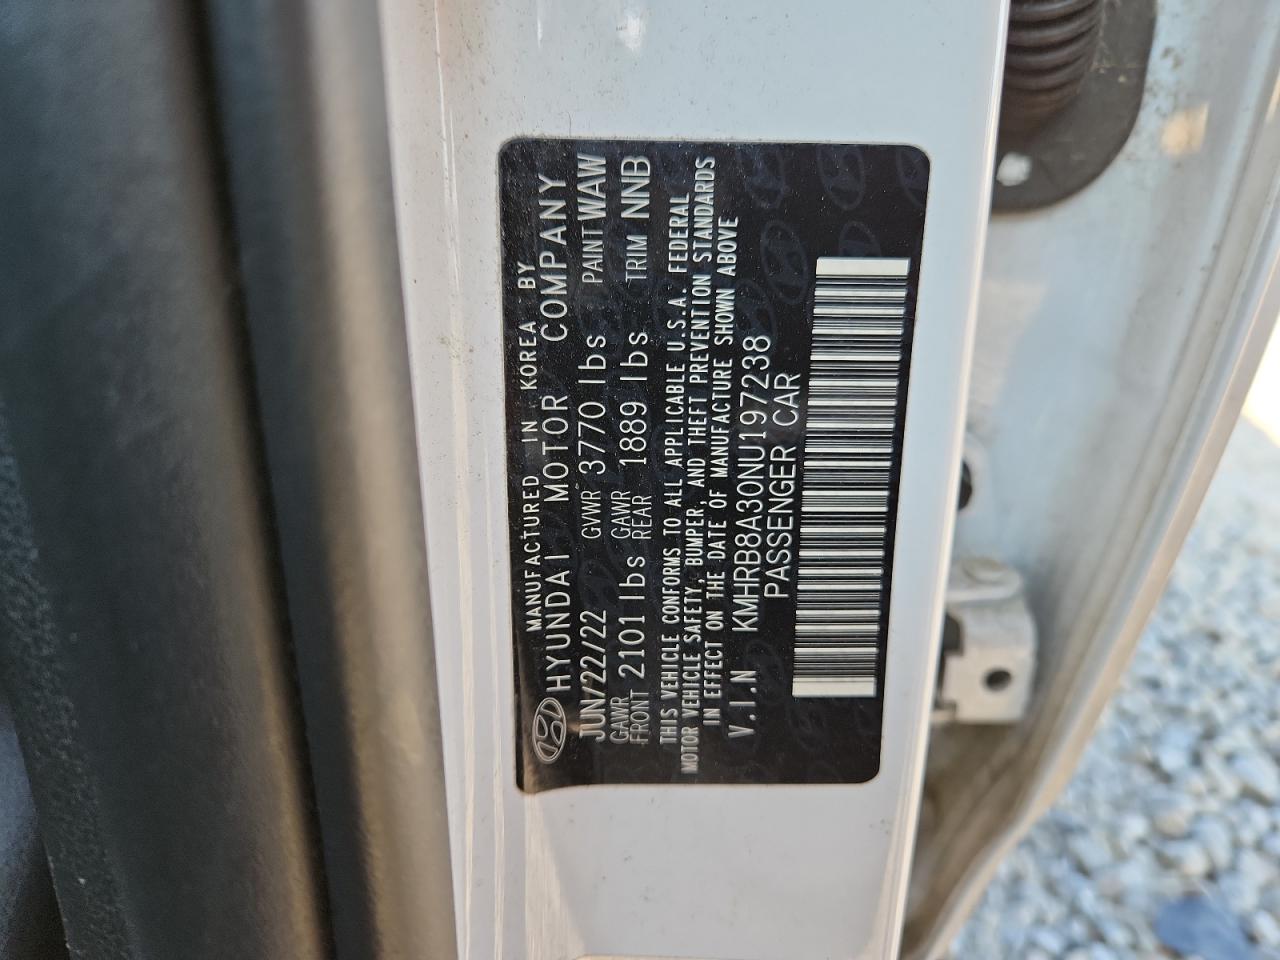 MANUFACTURED IN KOREA BY
HYUNDAI MOTOR COMPANY
JUN/22/22 GVWR 3770 lbs PAINT WAW
GAWR FRONT 2101 lbs GAWR REAR 1889 lbs TRIM NNB
THIS VEHICLE CONFORMS TO ALL APPLICABLE U.S.A. FEDERAL
MOTOR VEHICLE SAFETY, BUMPER, AND THEFT PREVENTION STANDARDS
IN EFFECT ON THE DATE OF MANUFACTURE SHOWN ABOVE
V.I.N KMHRB8A30NU197238
PASSENGER CAR